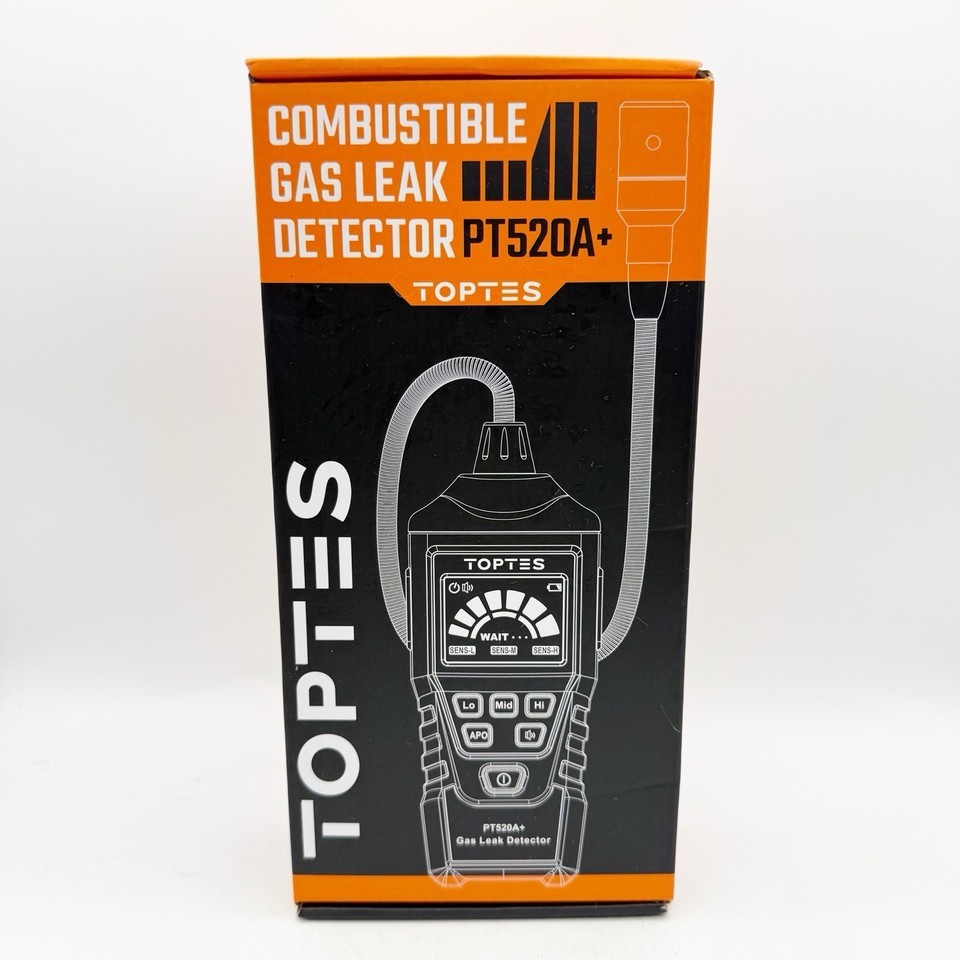 COMBUSTIBLE
GAS LEAK
DETECTOR PT520A+
TOPTES
TOPTES
TOPTES
WAIT...
SENS-L SENS-M SENS-H
Lo Mid Hi
APO
PT520A+
Gas Leak Detector